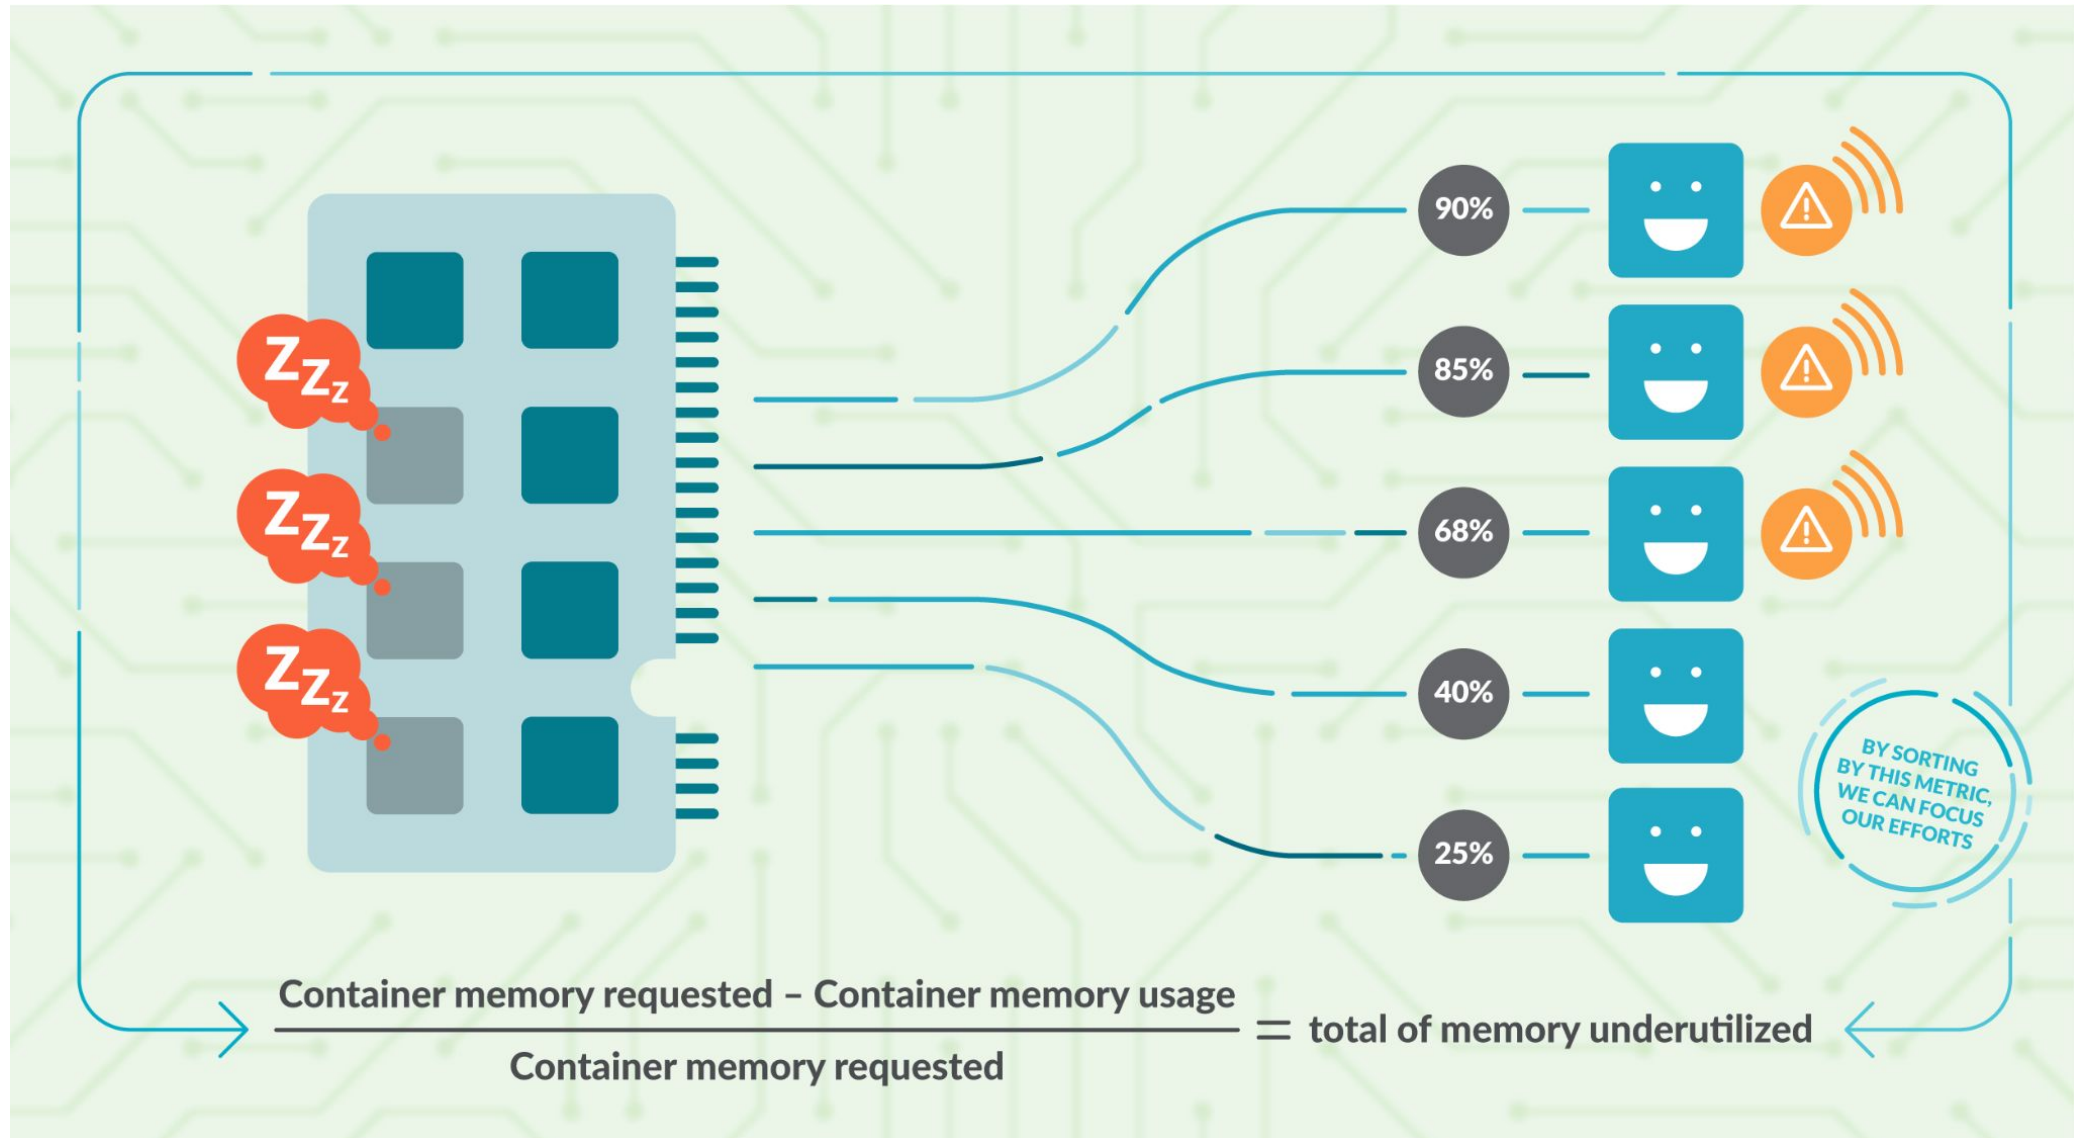 ZZz
ZZz
ZZz
90%
85%
68%
40%
25%
BY SORTING
BY THIS METRIC,
WE CAN FOCUS
OUR EFFORTS
Container memory requested – Container memory usage
Container memory requested
= total of memory underutilized